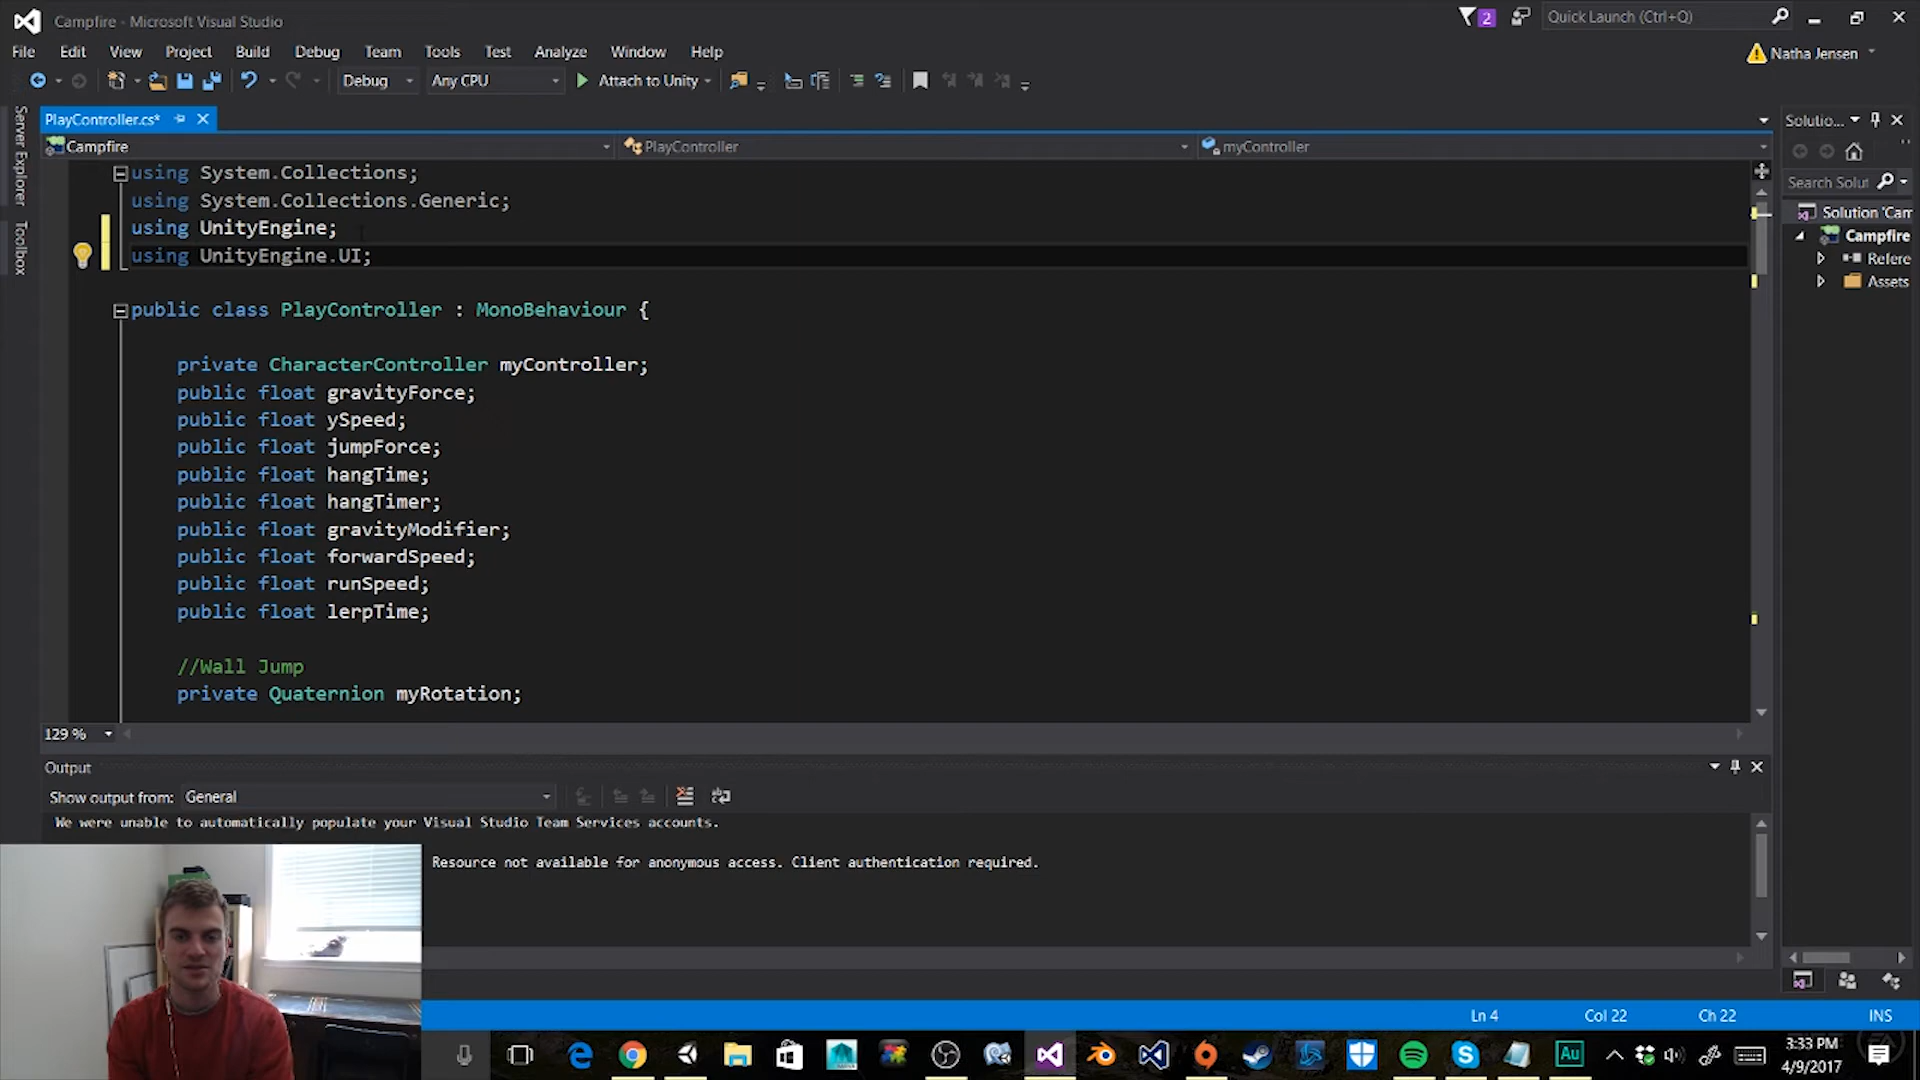 Campfire - Microsoft Visual Studio
2
Quick Launch (Ctrl+Q)
File Edit View Project Build Debug Team Tools Test Analyze Window Help
Natha Jensen
Debug Any CPU Attach to Unity
Server Explorer
Toolbox
PlayController.cs*
Solutio...
Campfire PlayController myController
Search Solut
Solution 'Cam
Campfire
Refere
Assets
using System.Collections;
using System.Collections.Generic;
using UnityEngine;
using UnityEngine.UI;
public class PlayController : MonoBehaviour {
private CharacterController myController;
public float gravityForce;
public float ySpeed;
public float jumpForce;
public float hangTime;
public float hangTimer;
public float gravityModifier;
public float forwardSpeed;
public float runSpeed;
public float lerpTime;
//Wall Jump
private Quaternion myRotation;
129 %
Output
Show output from: General
We were unable to automatically populate your Visual Studio Team Services accounts.
Resource not available for anonymous access. Client authentication required.
Ln 4 Col 22 Ch 22 INS
Au
3:33 PM
4/9/2017